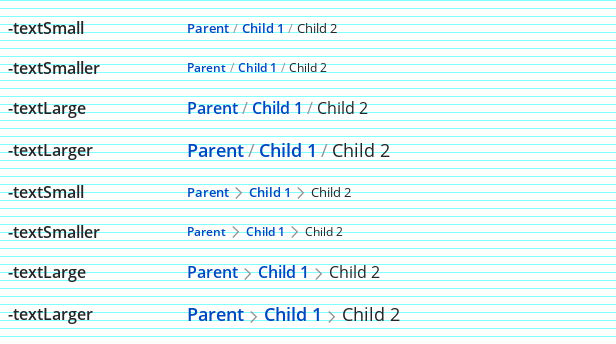 -textSmall Parent / Child 1 / Child 2
-textSmaller Parent / Child 1 / Child 2
-textLarge Parent / Child 1 / Child 2
-textLarger Parent / Child 1 / Child 2
-textSmall Parent > Child 1 > Child 2
-textSmaller Parent > Child 1 > Child 2
-textLarge Parent > Child 1 > Child 2
-textLarger Parent > Child 1 > Child 2